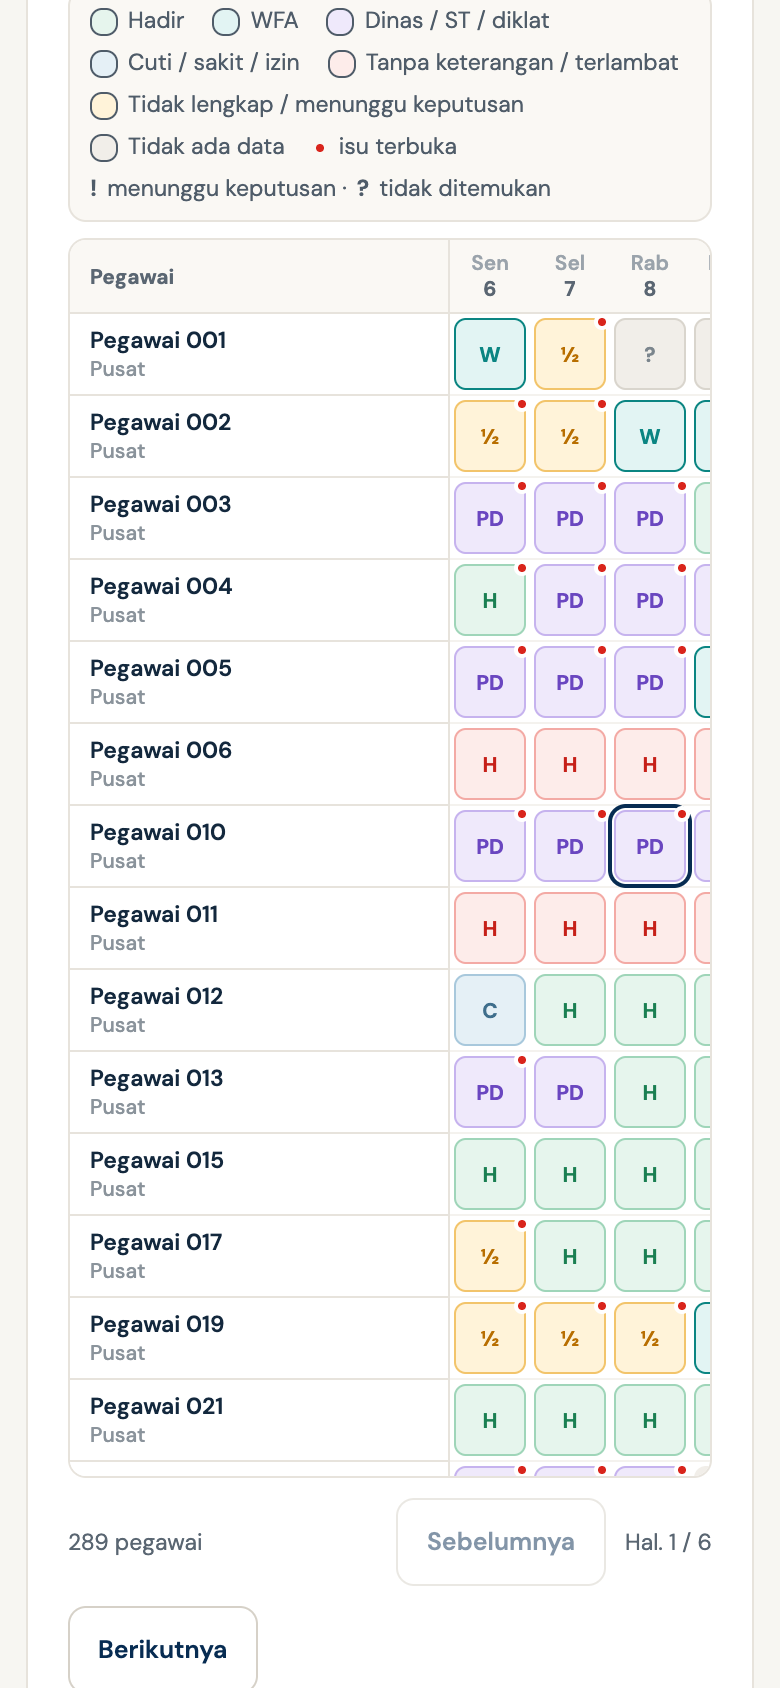 Hadir WFA Dinas / ST / diklat
Cuti / sakit / izin Tanpa keterangan / terlambat
Tidak lengkap / menunggu keputusan
Tidak ada data • isu terbuka
! menunggu keputusan · ? tidak ditemukan
Pegawai Sen Sel Rab
6 7 8
Pegawai 001 W ½ ?
Pusat
Pegawai 002 ½ ½ W
Pusat
Pegawai 003 PD PD PD
Pusat
Pegawai 004 H PD PD
Pusat
Pegawai 005 PD PD PD
Pusat
Pegawai 006 H H H
Pusat
Pegawai 010 PD PD PD
Pusat
Pegawai 011 H H H
Pusat
Pegawai 012 C H H
Pusat
Pegawai 013 PD PD H
Pusat
Pegawai 015 H H H
Pusat
Pegawai 017 ½ H H
Pusat
Pegawai 019 ½ ½ ½
Pusat
Pegawai 021 H H H
Pusat
289 pegawai Sebelumnya Hal. 1 / 6
Berikutnya